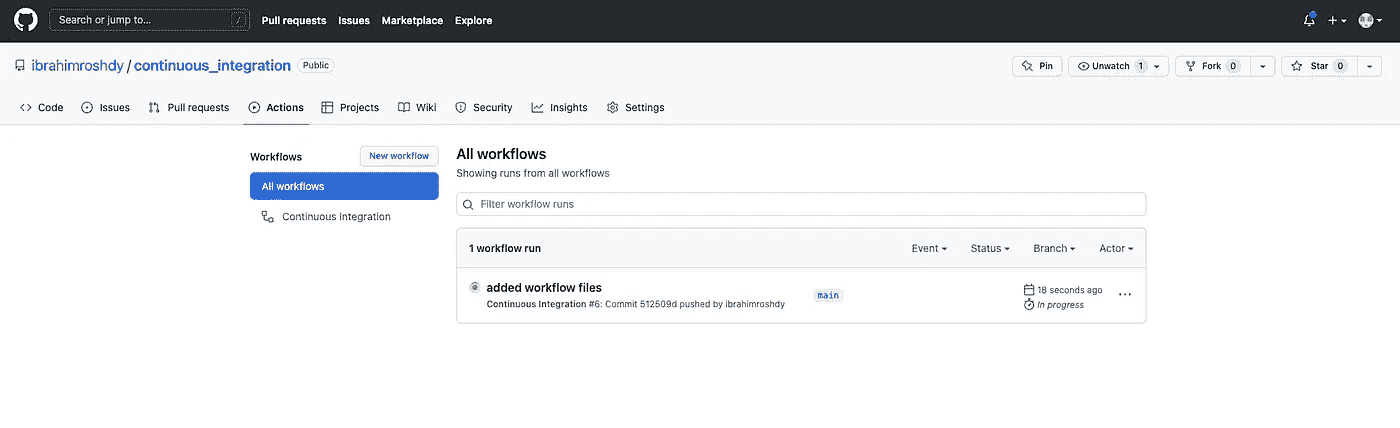 Search or jump to... / Pull requests Issues Marketplace Explore
ibrahimroshdy / continuous_integration Public Pin Unwatch 1 Fork 0 Star 0
Code Issues Pull requests Actions Projects Wiki Security Insights Settings
Workflows New workflow
All workflows
Continuous Integration
All workflows
Showing runs from all workflows
Filter workflow runs
1 workflow run Event Status Branch Actor
added workflow files
Continuous Integration #6: Commit 512509d pushed by ibrahimroshdy
main
18 seconds ago
In progress